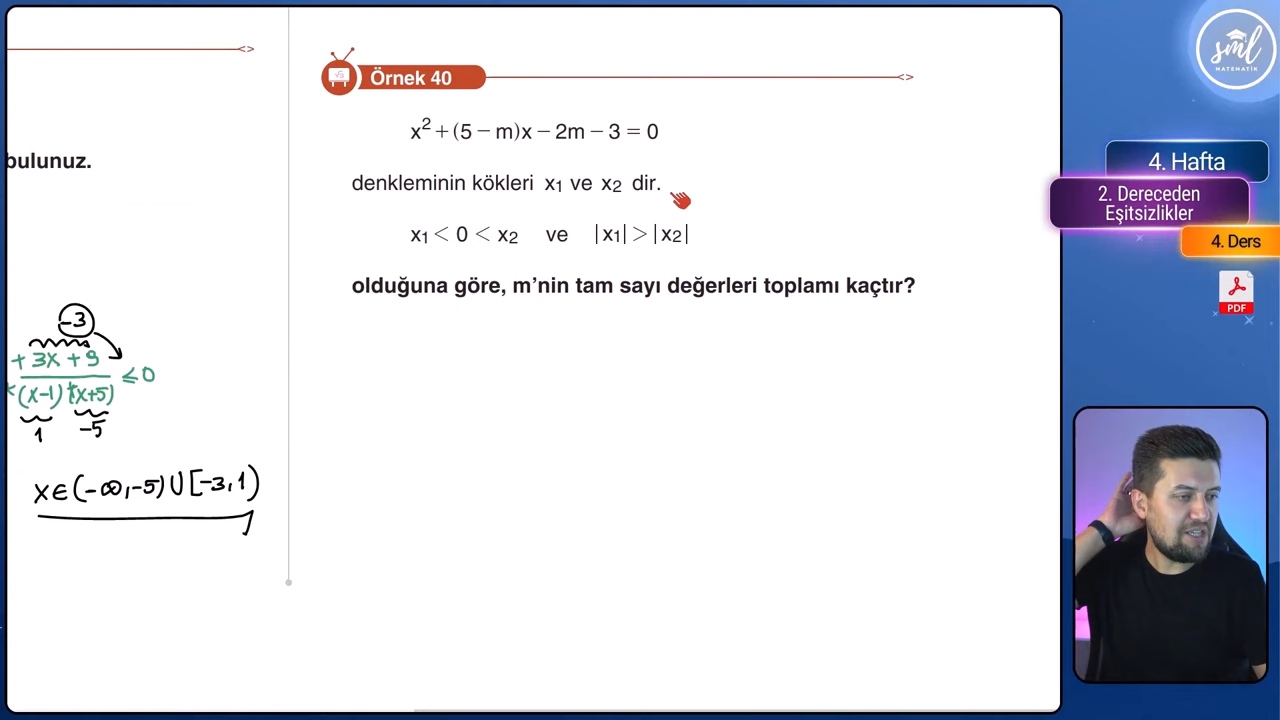 bulunuz.
-3
+ 3x + 9
(x-1) (x+5) ≤0
1 -5
x∈(-∞,-5)∪[-3,1)
Örnek 40
x² + (5 − m)x − 2m − 3 = 0
denkleminin kökleri x₁ ve x₂ dir.
x₁ < 0 < x₂ ve |x₁| > |x₂|
olduğuna göre, m’nin tam sayı değerleri toplamı kaçtır?
sml
MATEMATİK
4. Hafta
2. Dereceden
Eşitsizlikler
4. Ders
PDF